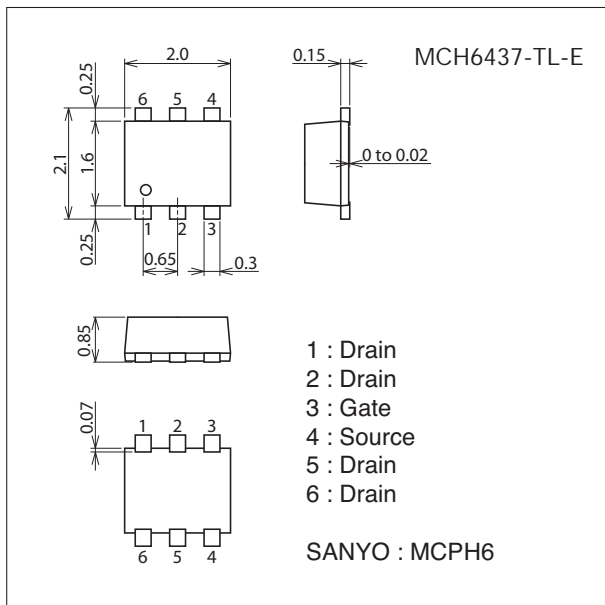 MCH6437-TL-E
2.0
0.15
0.25
6 5 4
2.1
1.6
0 to 0.02
0.25
1 2 3
0.65
0.3
0.85
1 : Drain
2 : Drain
3 : Gate
4 : Source
5 : Drain
6 : Drain
0.07
1 2 3
6 5 4
SANYO : MCPH6